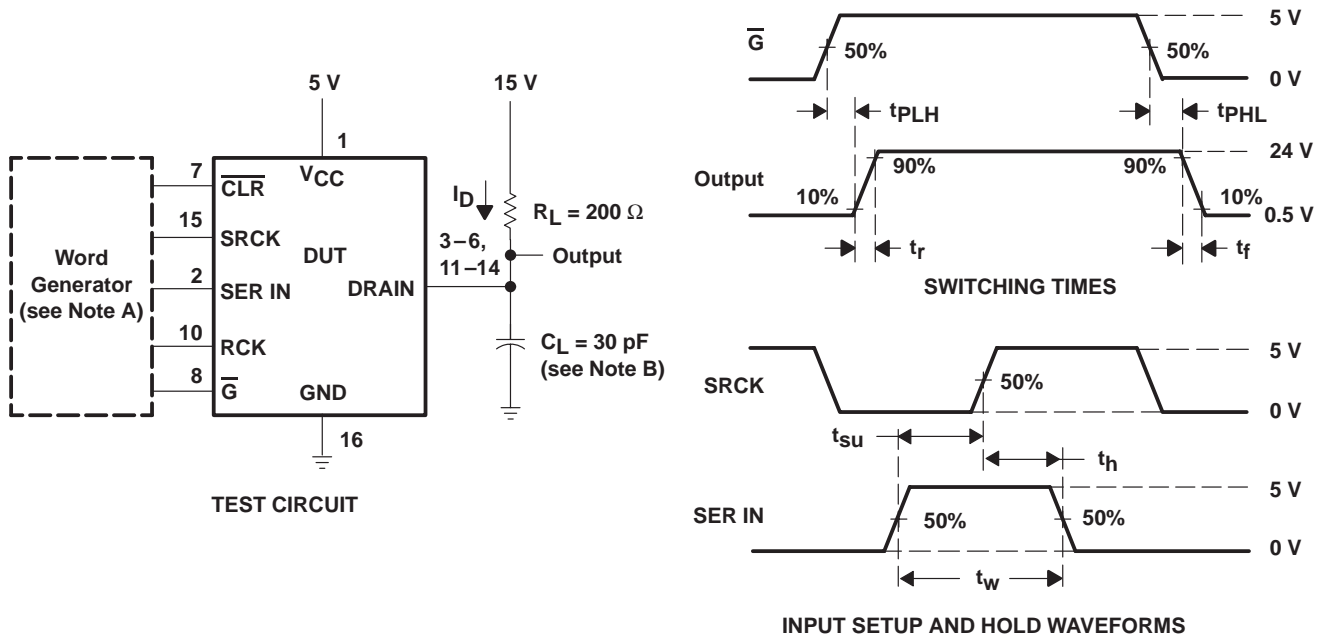 5 V
15 V
1
7
VCC
CLR
15
SRCK
DUT
Word
Generator
(see Note A)
2
SER IN
DRAIN
10
RCK
8
G
GND
16
ID
RL = 200 Ω
3–6,
11–14
Output
CL = 30 pF
(see Note B)
TEST CIRCUIT
G
50%
50%
5 V
0 V
tPLH
tPHL
Output
10%
90%
90%
10%
24 V
0.5 V
tr
tf
SWITCHING TIMES
SRCK
50%
5 V
0 V
tsu
th
SER IN
50%
50%
5 V
0 V
tw
INPUT SETUP AND HOLD WAVEFORMS